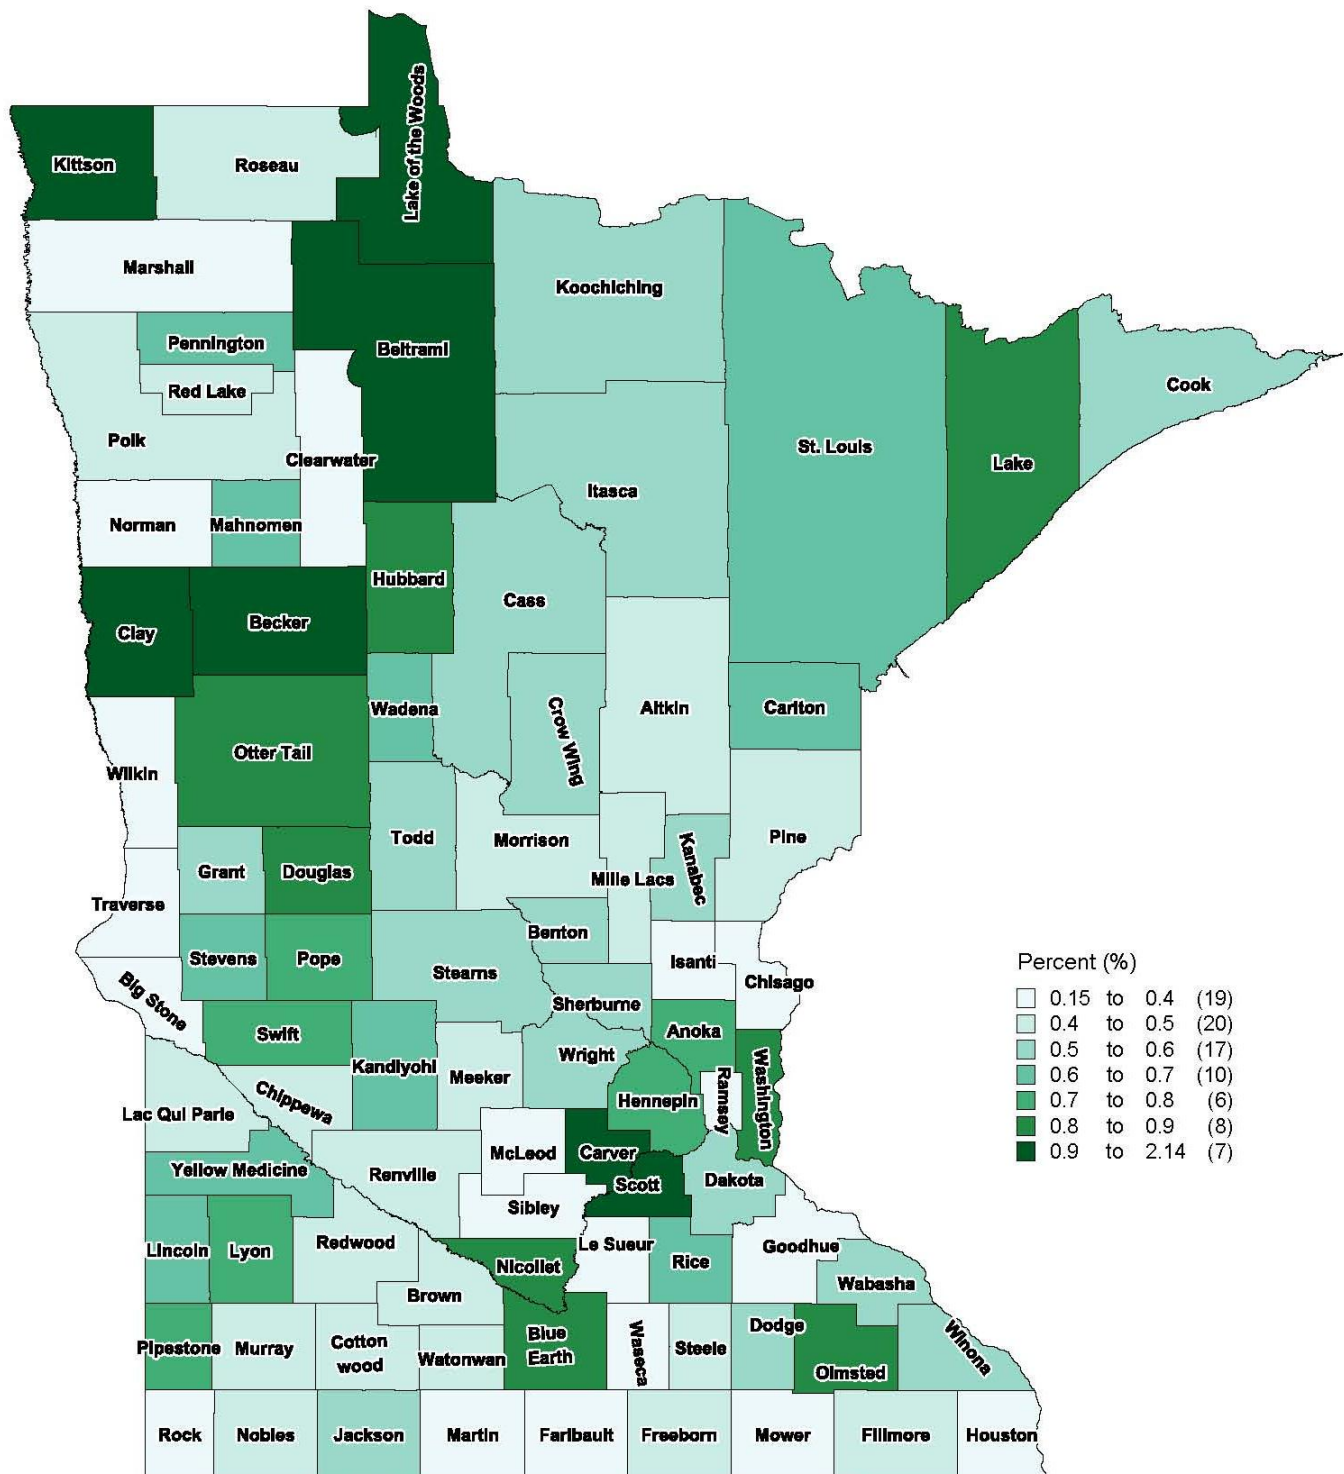 Lake of the Woods
Kittson
Roseau
Marshall
Koochiching
Pennington
Beltrami
Red Lake
Cook
Polk
St. Louis
Clearwater
Lake
Itasca
Norman
Mahnomen
Hubbard
Cass
Becker
Clay
Wadena
Aitkin
Carlton
Crow Wing
Otter Tail
Wilkin
Todd
Morrison
Pine
Grant
Douglas
Mille Lacs
Kanabec
Traverse
Benton
Stevens
Pope
Stearns
Isanti
Chisago
Big Stone
Sherburne
Swift
Anoka
Wright
Kandiyohi
Meeker
Washington
Ramsey
Hennepin
Chippewa
Lac Qui Parle
McLeod
Carver
Yellow Medicine
Renville
Scott
Dakota
Sibley
Lincoln
Lyon
Redwood
Le Sueur
Goodhue
Nicollet
Rice
Wabasha
Brown
Pipestone
Murray
Cotton
wood
Watonwan
Blue
Earth
Waseca
Steele
Dodge
Olmsted
Winona
Rock
Nobles
Jackson
Martin
Faribault
Freeborn
Mower
Fillmore
Houston
Percent (%)
0.15 to 0.4 (19)
0.4 to 0.5 (20)
0.5 to 0.6 (17)
0.6 to 0.7 (10)
0.7 to 0.8 (6)
0.8 to 0.9 (8)
0.9 to 2.14 (7)